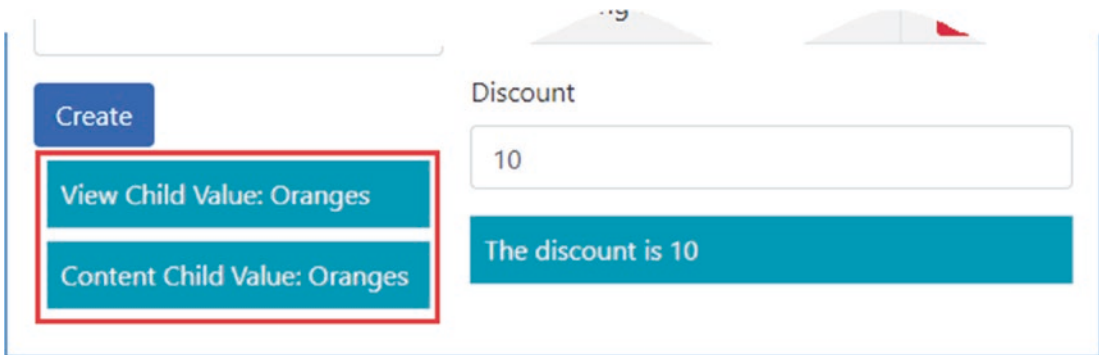 Create
View Child Value: Oranges
Content Child Value: Oranges
Discount
10
The discount is 10